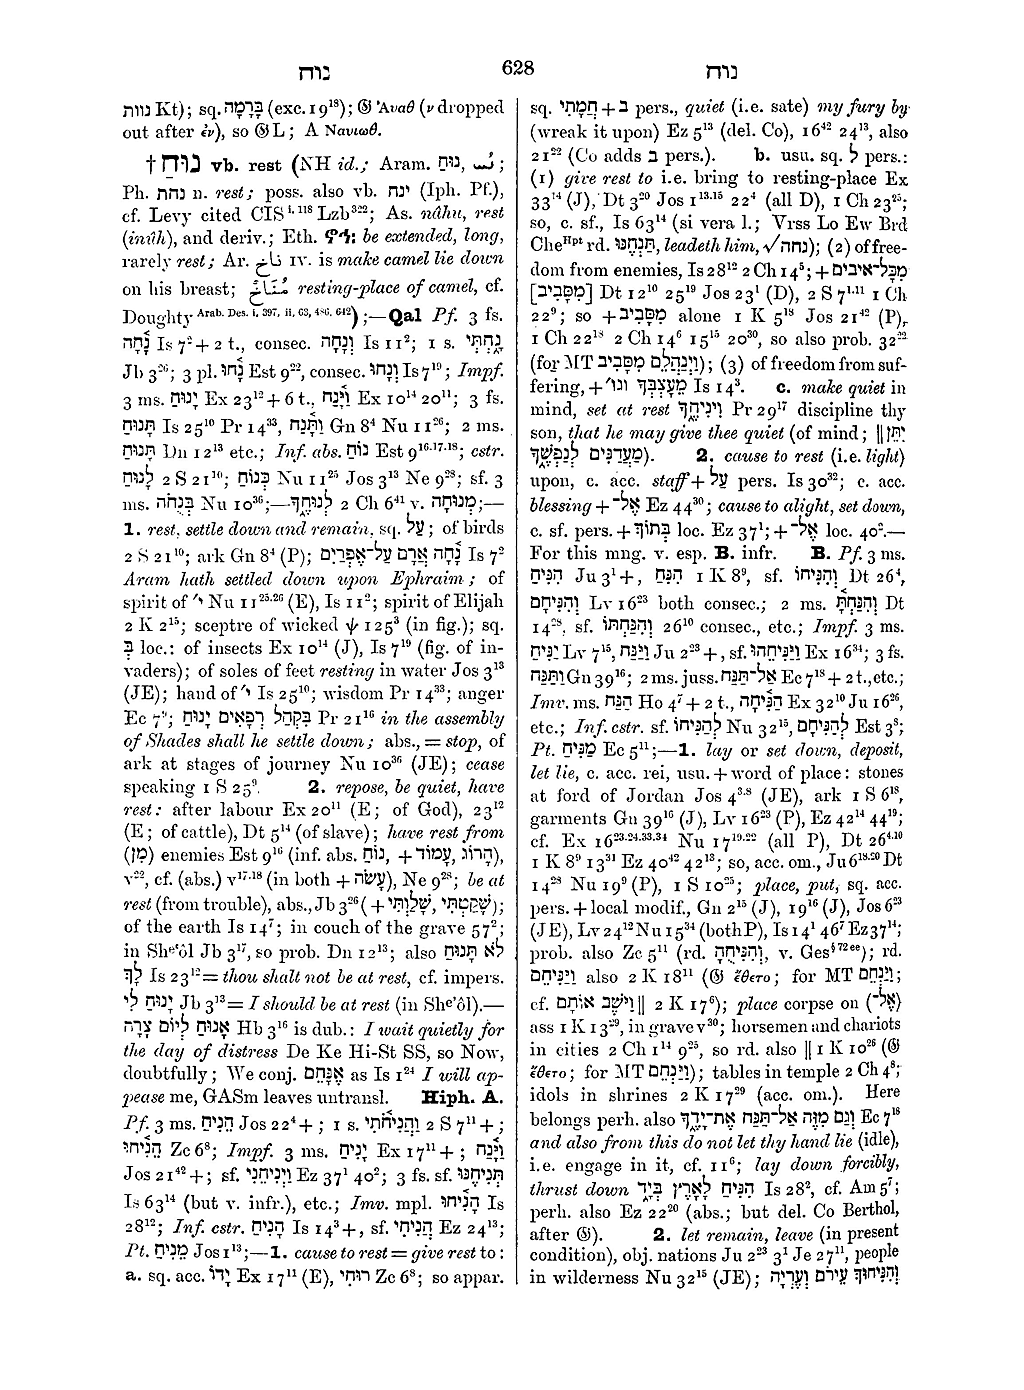 נוח 628 נוח
נוות Kt); sq. בָּרָמָה (exc. 19¹⁸); 𝔊 Ἀναθ (ν dropped
out after ἐν), so 𝔊L; A Ναυιωθ.
†נוּחַ vb. rest (NH id.; Aram. נוּחַ, ;
Ph. נחת n. rest; poss. also vb. ינח (Iph. Pf.),
cf. Levy cited CIS i. 118 Lzb³²²; As. nâḫu, rest
(inûḫ), and deriv.; Eth. be extended, long,
rarely rest; Ar. نَاخَ IV. is make camel lie down
on his breast; مُنَاخٌ resting-place of camel, cf.
Doughty Arab. Des. i, 397, ii, 63, 486, 642);—Qal Pf. 3 fs.
נָ֫חָה Is 7²+2 t., consec. וְנָחָה Is 11²; 1 s. נַחְתִּי
Jb 3²⁶; 3 pl. נָ֫חוּ Est 9²², consec. וְנָחוּ Is 7¹⁹; Impf.
3 ms. יָנוּחַ Ex 23¹²+6 t., וַיָּ֫נַח Ex 10¹⁴ 20¹¹; 3 fs.
תָּנוּחַ Is 25¹⁰ Pr 14³³, וַתָּ֫נַח Gn 8⁴ Nu 11²⁶; 2 ms.
תָּנוּחַ Dn 12¹³ etc.; Inf. abs. נוֹחַ Est 9¹⁶·¹⁷·¹⁸; cstr.
לָנוּחַ 2 S 21¹⁰; כְּנוֹחַ Nu 11²⁵ Jos 3¹³ Ne 9²⁸; sf. 3
ms. בְּנֻחֹה Nu 10³⁶;—לְנוּחֶךָ 2 Ch 6⁴¹ v. מְנוּחָה;—
1. rest, settle down and remain, sq. עַל; of birds
2 S 21¹⁰; ark Gn 8⁴ (P); נָ֫חָה אֲרָם עַל־אֶפְרַיִם Is 7²
Aram hath settled down upon Ephraim; of
spirit of י׳ Nu 11²⁵·²⁶ (E), Is 11²; spirit of Elijah
2 K 2¹⁵; sceptre of wicked ψ 125³ (in fig.); sq.
בְּ loc.: of insects Ex 10¹⁴ (J), Is 7¹⁹ (fig. of in-
vaders); of soles of feet resting in water Jos 3¹³
(JE); hand of י׳ Is 25¹⁰; wisdom Pr 14³³; anger
Ec 7⁹; בִּקְהַל רְפָאִים יָנוּחַ Pr 21¹⁶ in the assembly
of Shades shall he settle down; abs., = stop, of
ark at stages of journey Nu 10³⁶ (JE); cease
speaking 1 S 25⁹. 2. repose, be quiet, have
rest: after labour Ex 20¹¹ (E; of God), 23¹²
(E; of cattle), Dt 5¹⁴ (of slave); have rest from
(מִן) enemies Est 9¹⁶ (inf. abs. נוֹחַ, + הָרוֹג, עָמוֹד),
v²², cf. (abs.) v¹⁷·¹⁸ (in both + עָשֹׂה), Ne 9²⁸; be at
rest (from trouble), abs., Jb 3²⁶ ( + שָׁקַטְתִּי, שָׁלַוְתִּי);
of the earth Is 14⁷; in couch of the grave 57²;
in Sheʾôl Jb 3¹⁷, so prob. Dn 12¹³; also לֹא תָּנוּחַ
לָךְ Is 23¹² = thou shalt not be at rest, cf. impers.
יָנוּחַ לִי Jb 3¹³ = I should be at rest (in Sheʾôl).—
אָנוּחַ לְיוֹם צָרָה Hb 3¹⁶ is dub.: I wait quietly for
the day of distress De Ke Hi-St SS, so Now,
doubtfully; We conj. אֶנָּחֵם as Is 1²⁴ I will ap-
pease me, GASm leaves untransl. Hiph. A.
Pf. 3 ms. הֵנִיחַ Jos 22⁴+; 1 s. וַהֲנִיחֹתִי 2 S 7¹¹+;
הֵנִ֫יחוּ Zc 6⁸; Impf. 3 ms. יָנִיחַ Ex 17¹¹+; וַיָּ֫נַח
Jos 21⁴²+; sf. וַיְנִיחֵנִי Ez 37¹ 40²; 3 fs. sf. תְּנִיחֶנּוּ
Is 63¹⁴ (but v. infr.), etc.; Imv. mpl. הָנִ֫יחוּ Is
28¹²; Inf. cstr. הָנִיחַ Is 14³+, sf. הֲנִיחִי Ez 24¹³;
Pt. מֵנִיחַ Jos 1¹³;—1. cause to rest = give rest to:
a. sq. acc. יָדוֹ Ex 17¹¹ (E), רוּחִי Zc 6⁸; so appar.
sq. חֲמָתִי + ב pers., quiet (i.e. sate) my fury by
(wreak it upon) Ez 5¹³ (del. Co), 16⁴² 24¹³, also
21²² (Co adds ב pers.). b. usu. sq. לְ pers.:
(1) give rest to i.e. bring to resting-place Ex
33¹⁴ (J), Dt 3²⁰ Jos 1¹³·¹⁵ 22⁴ (all D), 1 Ch 23²⁵;
so, c. sf., Is 63¹⁴ (si vera l.; Vrss Lo Ew Brd
Che Hpt rd. תַּנְחֶנּוּ, leadeth him, √נחה); (2) of free-
dom from enemies, Is 28¹² 2 Ch 14⁵; + מִכָּל־אֹיְבִים
[מִסָּבִיב] Dt 12¹⁰ 25¹⁹ Jos 23¹ (D), 2 S 7¹·¹¹ 1 Ch
22⁹; so + מִסָּבִיב alone 1 K 5¹⁸ Jos 21⁴² (P),
1 Ch 22¹⁸ 2 Ch 14⁶ 15¹⁵ 20³⁰, so also prob. 32²²
(for MT וַיְנַהֲלֵם מִסָּבִיב); (3) of freedom from suf-
fering, + מֵעָצְבְּךָ וגו׳ Is 14³. c. make quiet in
mind, set at rest וִינִיחֶךָ Pr 29¹⁷ discipline thy
son, that he may give thee quiet (of mind; ‖ יִתֵּן
מַעֲדַנִּים לְנַפְשֶׁךָ). 2. cause to rest (i.e. light)
upon, c. acc. staff + עַל pers. Is 30³²; c. acc.
blessing + אֶל־ Ez 44³⁰; cause to alight, set down,
c. sf. pers. + בְּתוֹךְ loc. Ez 37¹; + אֶל־ loc. 40².—
For this mng. v. esp. B. infr. B. Pf. 3 ms.
הִנִּיחַ Ju 3¹+, הִנִּחַ 1 K 8⁹, sf. וְהִנִּיחוֹ Dt 26⁴,
וְהִנִּיחָם Lv 16²³ both consec.; 2 ms. וְהִנַּחְתָּ֫ Dt
14²⁸, sf. וְהִנַּחְתּוֹ 26¹⁰ consec., etc.; Impf. 3 ms.
יַנִּיחַ Lv 7¹⁵, וַיַּנַּח Ju 2²³+, sf. וַיַּנִּיחֻהוּ Ex 16³⁴; 3 fs.
וַתַּנַּח Gn 39¹⁶; 2 ms. juss. אַל־תַּנַּח Ec 7¹⁸+2 t., etc.;
Imv. ms. הַנַּח Ho 4⁷+2 t., הַנִּ֫יחָה Ex 32¹⁰ Ju 16²⁶,
etc.; Inf. cstr. sf. לְהַנִּיחוֹ Nu 32¹⁵, לְהַנִּיחָם Est 3⁸;
Pt. מַנִּיחַ Ec 5¹¹;—1. lay or set down, deposit,
let lie, c. acc. rei, usu. + word of place: stones
at ford of Jordan Jos 4³·⁸ (JE), ark 1 S 6¹⁸,
garments Gn 39¹⁶ (J), Lv 16²³ (P), Ez 42¹⁴ 44¹⁹;
cf. Ex 16²³·²⁴·³³·³⁴ Nu 17¹⁹·²² (all P), Dt 26⁴·¹⁰
1 K 8⁹ 13³¹ Ez 40⁴² 42¹³; so, acc. om., Ju 6¹⁸·²⁰ Dt
14²⁸ Nu 19⁹ (P), 1 S 10²⁵; place, put, sq. acc.
pers. + local modif., Gn 2¹⁵ (J), 19¹⁶ (J), Jos 6²³
(JE), Lv 24¹² Nu 15³⁴ (both P), Is 14¹ 46⁷ Ez 37¹⁴;
prob. also Zc 5¹¹ (rd. וְהִנִּיחֻהָ, v. Ges§72ee); rd.
וַיַּנִּיחֵם also 2 K 18¹¹ (𝔊 ἔθετο; for MT וַיַּנְחֵם;
cf. וַיֹּשֶׁב אוֹתָם ‖ 2 K 17⁶); place corpse on (אֶל־)
ass 1 K 13²⁹, in grave v³⁰; horsemen and chariots
in cities 2 Ch 1¹⁴ 9²⁵, so rd. also ‖ 1 K 10²⁶ (𝔊
ἔθετο; for MT וַיַּנְחֵם); tables in temple 2 Ch 4⁸;
idols in shrines 2 K 17²⁹ (acc. om.). Here
belongs perh. also וְגַם מִזֶּה אַל־תַּנַּח אֶת־יָדֶךָ Ec 7¹⁸
and also from this do not let thy hand lie (idle),
i.e. engage in it, cf. 11⁶; lay down forcibly,
thrust down הִנִּיחַ לָאָרֶץ בְּיָד Is 28², cf. Am 5⁷;
perh. also Ez 22²⁰ (abs.; but del. Co Berthol,
after 𝔊). 2. let remain, leave (in present
condition), obj. nations Ju 2²³ 3¹ Je 27¹¹, people
in wilderness Nu 32¹⁵ (JE); וְהִנִּיחוּךְ עֵירֹם וְעֶרְיָה